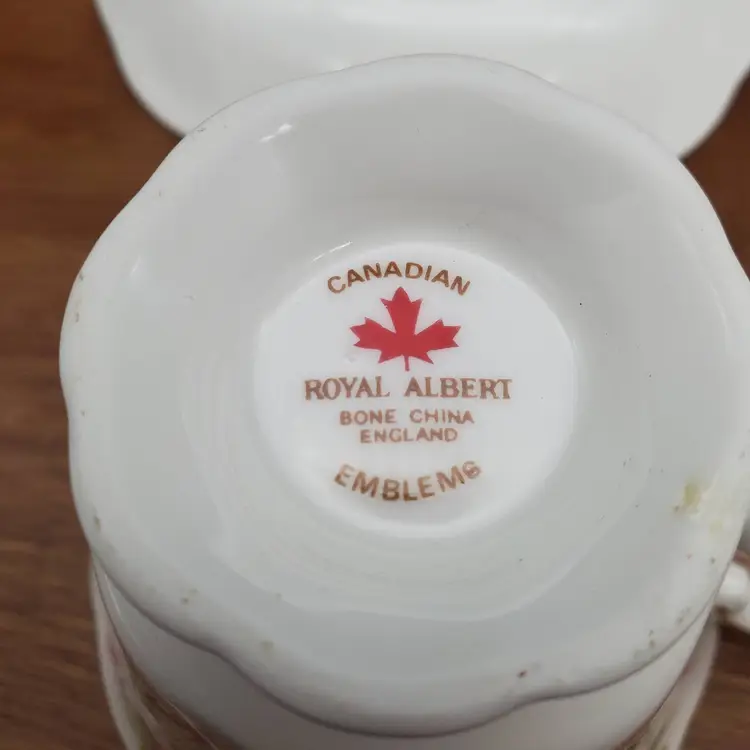 CANADIAN
ROYAL ALBERT
BONE CHINA
ENGLAND
EMBLEMS